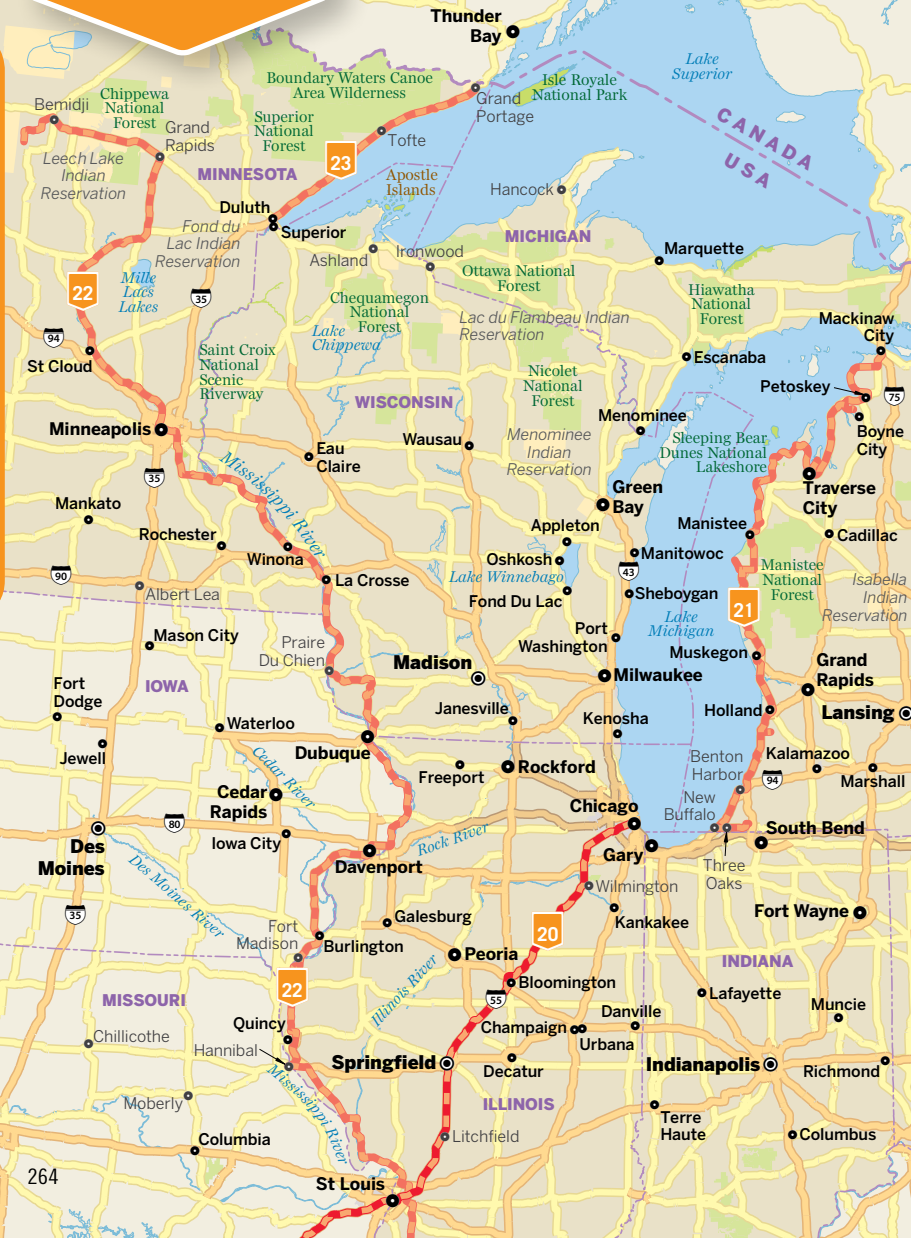 Thunder
Bay
Lake
Superior
Boundary Waters Canoe
Area Wilderness
Isle Royale
National Park
Grand
Portage
Chippewa
National
Forest
Bemidji
Superior
National
Forest
Tofte
CANADA
USA
Grand
Rapids
Leech Lake
Indian
Reservation
MINNESOTA
23
Apostle
Islands
Hancock
Duluth
Superior
Fond du
Lac Indian
Reservation
MICHIGAN
Ashland
Ironwood
Marquette
Ottawa National
Forest
Mille
Lacs
Lakes
22
35
Chequamegon
National
Forest
Hiawatha
National
Forest
Lac du Flambeau Indian
Reservation
Mackinaw
City
Lake
Chippewa
94
St Cloud
Saint Croix
National
Scenic
Riverway
Escanaba
Nicolet
National
Forest
Petoskey
75
WISCONSIN
Menominee
Boyne
City
Minneapolis
Wausau
Menominee
Indian
Reservation
Sleeping Bear
Dunes National
Lakeshore
Eau
Claire
Mississippi River
35
Green
Bay
Traverse
City
Mankato
Appleton
Manistee
Rochester
Cadillac
Winona
Oshkosh
Manitowoc
Lake Winnebago
43
Manistee
National
Forest
90
La Crosse
Isabella
Indian
Reservation
Albert Lea
Fond Du Lac
Sheboygan
21
Lake
Michigan
Mason City
Port
Washington
Praire
Du Chien
Muskegon
Madison
Milwaukee
Grand
Rapids
IOWA
Fort
Dodge
Janesville
Holland
Lansing
Waterloo
Kenosha
Jewell
Dubuque
Benton
Harbor
Kalamazoo
Cedar River
Freeport
Rockford
94
Marshall
Cedar
Rapids
New
Buffalo
Chicago
80
South Bend
Iowa City
Rock River
Gary
Des
Moines
Davenport
Three
Oaks
Des Moines River
Wilmington
35
Galesburg
Kankakee
Fort Wayne
Fort
Madison
20
Burlington
Peoria
INDIANA
22
Illinois River
Bloomington
MISSOURI
55
Lafayette
Muncie
Quincy
Champaign
Danville
Chillicothe
Urbana
Hannibal
Springfield
Decatur
Indianapolis
Richmond
Mississippi River
Moberly
ILLINOIS
Terre
Haute
Columbia
Litchfield
Columbus
264
St Louis